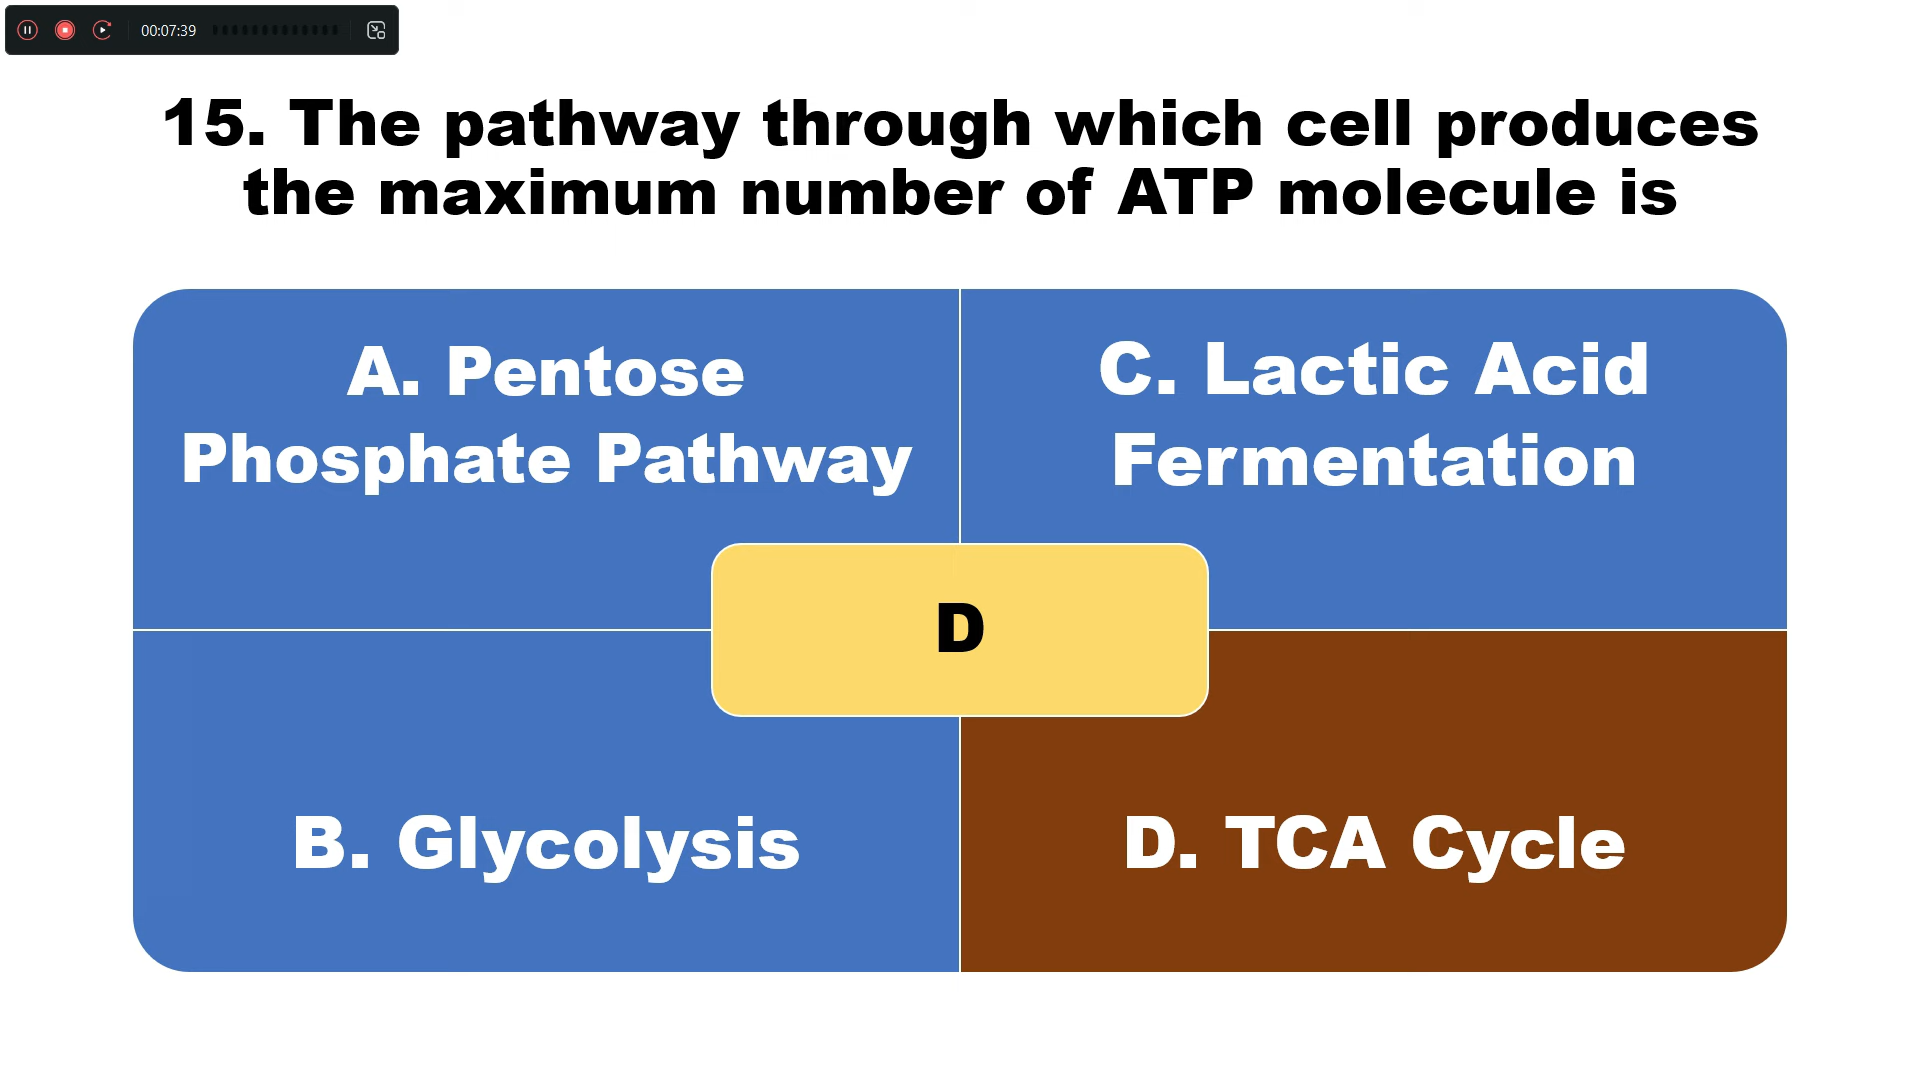 00:07:39
15. The pathway through which cell produces
the maximum number of ATP molecule is
A. Pentose
Phosphate Pathway
C. Lactic Acid
Fermentation
D
B. Glycolysis
D. TCA Cycle